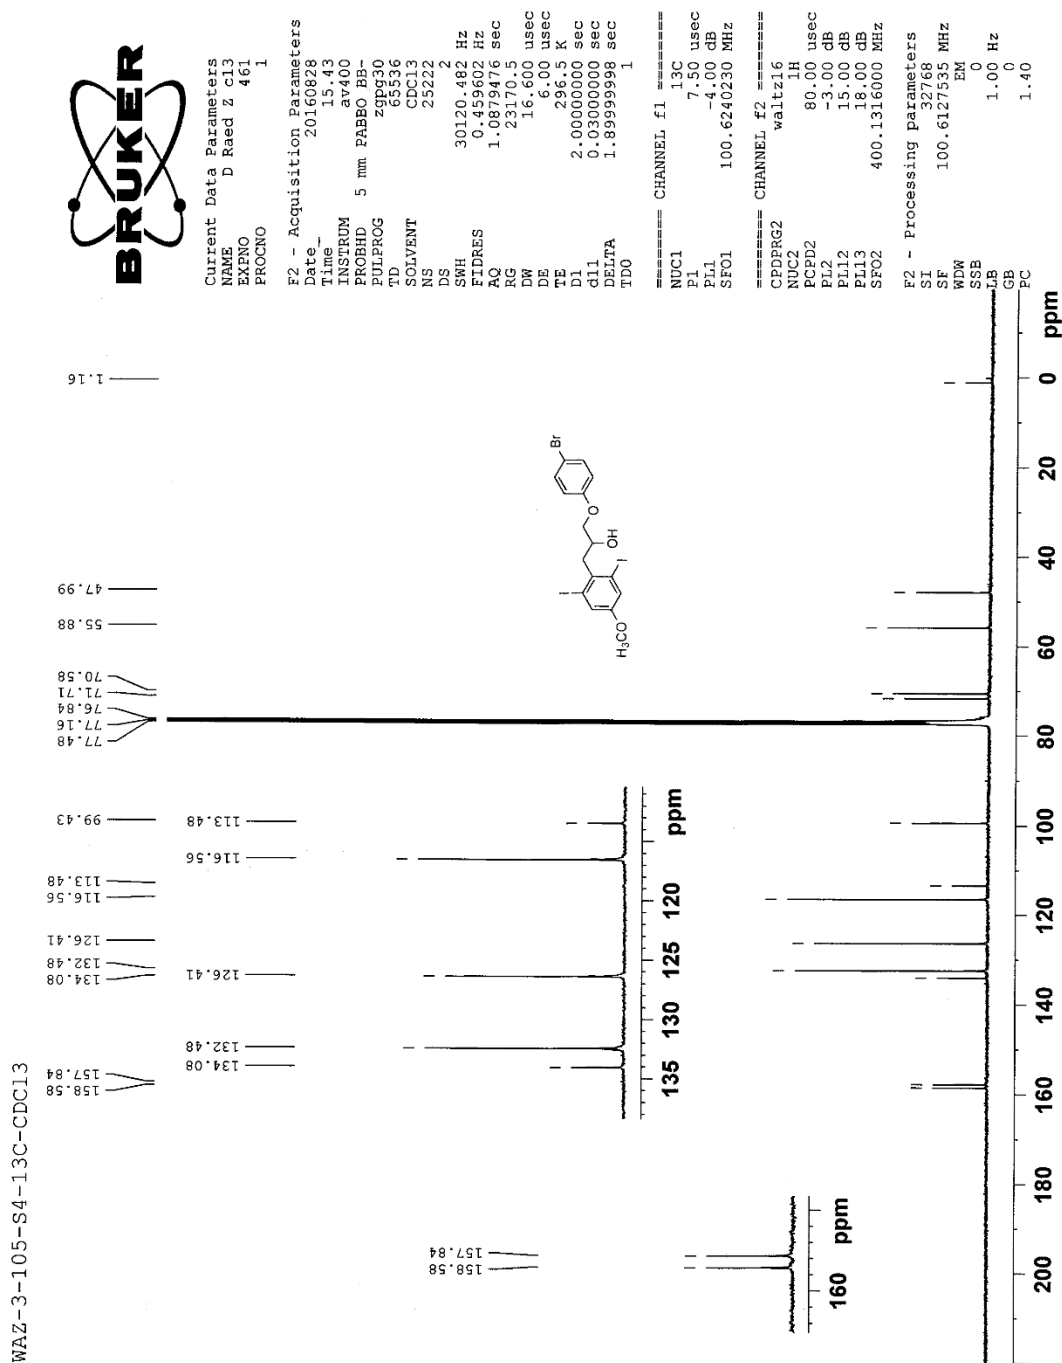 WAZ-3-105-S4-13C-CDCl3
BRUKER
Current Data Parameters
NAME D Raed Z c13
EXPNO 461
PROCNO 1
F2 - Acquisition Parameters
Date_ 20160828
Time 15.43
INSTRUM av400
PROBHD 5 mm PABBO BB-
PULPROG zgpg30
TD 65536
SOLVENT CDCl3
NS 25222
DS 2
SWH 30120.482 Hz
FIDRES 0.459602 Hz
AQ 1.0879476 sec
RG 23170.5
DW 16.600 usec
DE 6.00 usec
TE 296.5 K
D1 2.00000000 sec
d11 0.03000000 sec
DELTA 1.89999998 sec
TD0 1
======== CHANNEL f1 ========
NUC1 13C
P1 7.50 usec
PL1 -4.00 dB
SFO1 100.6240230 MHz
======== CHANNEL f2 ========
CPDPRG2 waltz16
NUC2 1H
PCPD2 80.00 usec
PL2 -3.00 dB
PL12 15.00 dB
PL13 18.00 dB
SFO2 400.1316000 MHz
F2 - Processing parameters
SI 32768
SF 100.6127535 MHz
WDW EM
SSB 0
LB 1.00 Hz
GB 0
PC 1.40
158.58
157.84
134.08
132.48
126.41
116.56
113.48
99.43
77.48
77.16
76.84
71.71
70.58
55.88
47.99
1.16
134.08
132.48
126.41
116.56
113.48
135 130 125 120 ppm
158.58
157.84
160 ppm
H3CO
I
I
OH
O
Br
200 180 160 140 120 100 80 60 40 20 0 ppm